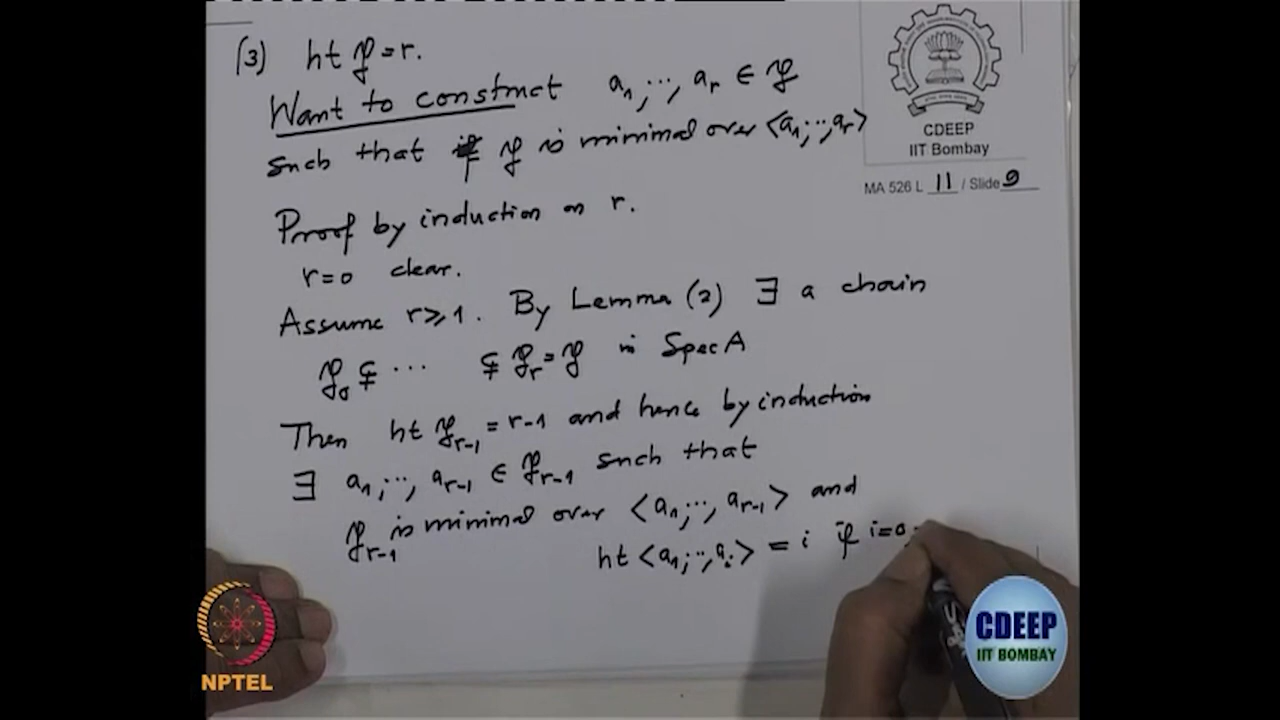 (3) ht 𝔭 = r.
Want to construct a₁, ..., aᵣ ∈ 𝔭
such that 𝔭 is minimal over <a₁, ..., aᵣ>
Proof by induction on r.
r=0 clear.
Assume r ≥ 1. By Lemma (2) ∃ a chain
𝔭₀ ⊊ ... ⊊ 𝔭ᵣ = 𝔭 in Spec A
Then ht 𝔭ᵣ₋₁ = r-1 and hence by induction
∃ a₁, ..., aᵣ₋₁ ∈ 𝔭ᵣ₋₁ such that
𝔭ᵣ₋₁ is minimal over <a₁, ..., aᵣ₋₁> and
ht <a₁, ..., aᵢ> = i if i=0,
CDEEP
IIT Bombay
MA 526 L 11 / Slide 9
NPTEL
CDEEP
IIT BOMBAY